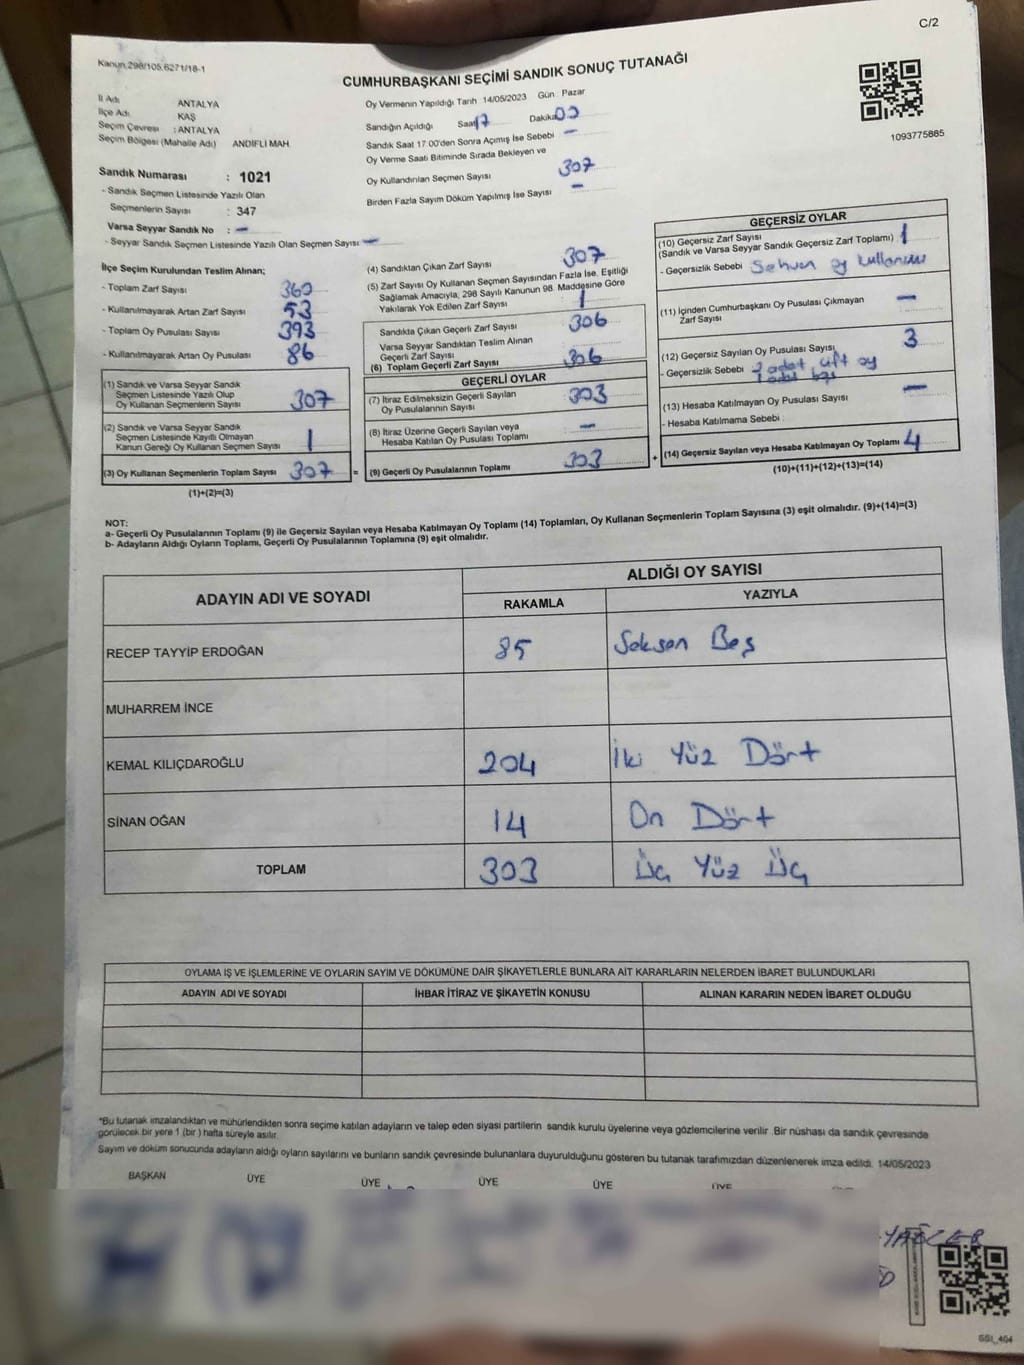 C/2
Kanun.298/105,6271/18-1
CUMHURBAŞKANI SEÇİMİ SANDIK SONUÇ TUTANAĞI
1093775885
İl Adı ANTALYA
İlçe Adı KAŞ
Seçim Çevresi : ANTALYA
Seçim Bölgesi (Mahalle Adı) ANDİFLİ MAH
Sandık Numarası : 1021
- Sandık Seçmen Listesinde Yazılı Olan
Seçmenlerin Sayısı : 347
Varsa Seyyar Sandık No : -
- Seyyar Sandık Seçmen Listesinde Yazılı Olan Seçmen Sayısı -
Oy Vermenin Yapıldığı Tarih 14/05/2023 Gün Pazar
Sandığın Açıldığı Saat 17 Dakika 00
Sandık Saat 17.00'den Sonra Açımış İse Sebebi -
Oy Verme Saati Bitiminde Sırada Bekleyen ve
Oy Kullandırılan Seçmen Sayısı 307
Birden Fazla Sayım Döküm Yapılmış İse Sayısı -
İlçe Seçim Kurulundan Teslim Alınan;
- Toplam Zarf Sayısı 360
- Kullanılmayarak Artan Zarf Sayısı 53
- Toplam Oy Pusulası Sayısı 393
- Kullanılmayarak Artan Oy Pusulası 86
(1) Sandık ve Varsa Seyyar Sandık
Seçmen Listesinde Yazılı Olup
Oy Kullanan Seçmenlerin Sayısı 307
(2) Sandık ve Varsa Seyyar Sandık
Seçmen Listesinde Kayıtlı Olmayan
Kanun Gereği Oy Kullanan Seçmen Sayısı 1
(3) Oy Kullanan Seçmenlerin Toplam Sayısı 307 =
(1)+(2)=(3)
(4) Sandıktan Çıkan Zarf Sayısı 307
(5) Zarf Sayısı Oy Kullanan Seçmen Sayısından Fazla İse, Eşitliği
Sağlamak Amacıyla; 298 Sayılı Kanunun 98. Maddesine Göre
Yakılarak Yok Edilen Zarf Sayısı 1
Sandıkta Çıkan Geçerli Zarf Sayısı 306
Varsa Seyyar Sandıktan Teslim Alınan
Geçerli Zarf Sayısı
(6) Toplam Geçerli Zarf Sayısı 306
GEÇERLİ OYLAR
(7) İtiraz Edilmeksizin Geçerli Sayılan
Oy Pusulalarının Sayısı 303
(8) İtiraz Üzerine Geçerli Sayılan veya
Hesaba Katılan Oy Pusulası Toplamı -
(9) Geçerli Oy Pusulalarının Toplamı 303 +
GEÇERSİZ OYLAR
(10) Geçersiz Zarf Sayısı
(Sandık ve Varsa Seyyar Sandık Geçersiz Zarf Toplamı) 1
- Geçersizlik Sebebi Sehven oy kullanımı
(11) İçinden Cumhurbaşkanı Oy Pusulası Çıkmayan
Zarf Sayısı -
(12) Geçersiz Sayılan Oy Pusulası Sayısı 3
- Geçersizlik Sebebi 2 adet çift oy
1 adet boş
(13) Hesaba Katılmayan Oy Pusulası Sayısı -
- Hesaba Katılmama Sebebi :
(14) Geçersiz Sayılan veya Hesaba Katılmayan Oy Toplamı 4
(10)+(11)+(12)+(13)=(14)
NOT:
a- Geçerli Oy Pusulalarının Toplamı (9) ile Geçersiz Sayılan veya Hesaba Katılmayan Oy Toplamı (14) Toplamları, Oy Kullanan Seçmenlerin Toplam Sayısına (3) eşit olmalıdır. (9)+(14)=(3)
b- Adayların Aldığı Oyların Toplamı, Geçerli Oy Pusulalarının Toplamına (9) eşit olmalıdır.
ADAYIN ADI VE SOYADI
ALDIĞI OY SAYISI
RAKAMLA YAZIYLA
RECEP TAYYİP ERDOĞAN 85 Seksen Beş
MUHARREM İNCE
KEMAL KILIÇDAROĞLU 204 İki Yüz Dört
SİNAN OĞAN 14 On Dört
TOPLAM 303 Üç Yüz Üç
OYLAMA İŞ VE İŞLEMLERİNE VE OYLARIN SAYIM VE DÖKÜMÜNE DAİR ŞİKAYETLERLE BUNLARA AİT KARARLARIN NELERDEN İBARET BULUNDUKLARI
ADAYIN ADI VE SOYADI İHBAR İTİRAZ VE ŞİKAYETİN KONUSU ALINAN KARARIN NEDEN İBARET OLDUĞU
*Bu tutanak imzalandıktan ve mühürlendikten sonra seçime katılan adayların ve talep eden siyasi partilerin sandık kurulu üyelerine veya gözlemcilerine verilir. Bir nüshası da sandık çevresinde
görülecek bir yere 1 (bir) hafta süreyle asılır.
Sayım ve döküm sonucunda adayların aldığı oyların sayılarını ve bunların sandık çevresinde bulunanlara duyurulduğunu gösteren bu tutanak tarafımızdan düzenlenerek imza edildi. 14/05/2023
BAŞKAN ÜYE ÜYE ÜYE ÜYE ÜYE